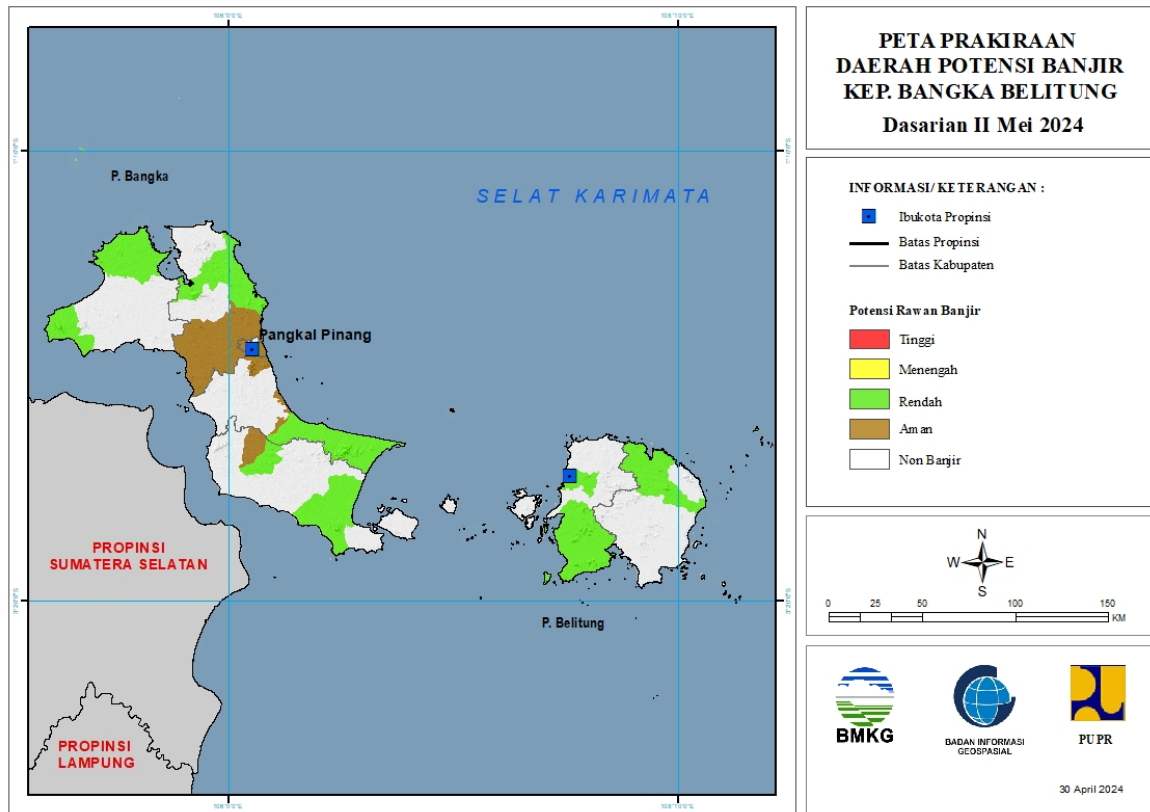 PETA PRAKIRAAN
DAERAH POTENSI BANJIR
KEP. BANGKA BELITUNG
Dasarian II Mei 2024
P. Bangka
SELAT KARIMATA
Pangkal Pinang
PROPINSI
SUMATERA SELATAN
P. Belitung
PROPINSI
LAMPUNG
INFORMASI/ KETERANGAN :
Ibukota Propinsi
Batas Propinsi
Batas Kabupaten
Potensi Rawan Banjir
Tinggi
Menengah
Rendah
Aman
Non Banjir
N
W E
S
0 25 50 100 150
KM
BMKG
BADAN INFORMASI
GEOSPASIAL
PUPR
30 April 2024